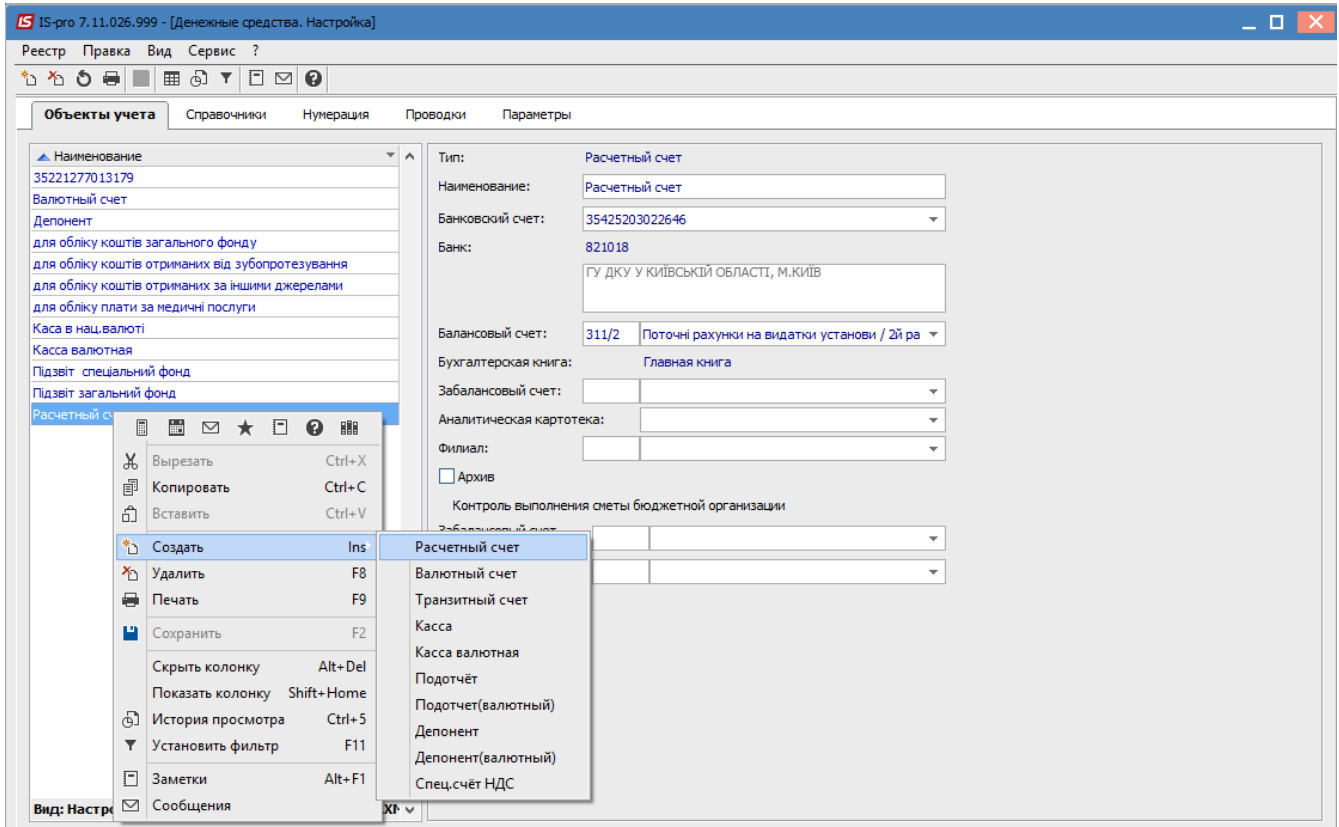 IS-pro 7.11.026.999 - [Денежные средства. Настройка]
Реестр Правка Вид Сервис ?
Объекты учета Справочники Нумерация Проводки Параметры
Наименование
35221277013179
Валютный счет
Депонент
для обліку коштів загального фонду
для обліку коштів отриманих від зубопротезування
для обліку коштів отриманих за іншими джерелами
для обліку плати за медичні послуги
Каса в нац.валюті
Касса валютная
Підзвіт спеціальний фонд
Підзвіт загальний фонд
Расчетный
Тип: Расчетный счет
Наименование: Расчетный счет
Банковский счет: 35425203022646
Банк: 821018
ГУ ДКУ У КИЇВСЬКІЙ ОБЛАСТІ, М.КИЇВ
Балансовый счет: 311/2 Поточні рахунки на видатки установи / 2й ра
Бухгалтерская книга: Главная книга
Забалансовый счет:
Аналитическая картотека:
Филиал:
Архив
Контроль выполнения сметы бюджетной организации
Забалансовый счет
Вырезать Ctrl+X
Копировать Ctrl+C
Вставить Ctrl+V
Создать Ins
Удалить F8
Печать F9
Сохранить F2
Скрыть колонку Alt+Del
Показать колонку Shift+Home
История просмотра Ctrl+5
Установить фильтр F11
Заметки Alt+F1
Сообщения
Расчетный счет
Валютный счет
Транзитный счет
Касса
Касса валютная
Подотчёт
Подотчет(валютный)
Депонент
Депонент(валютный)
Спец.счёт НДС
Вид: Настро